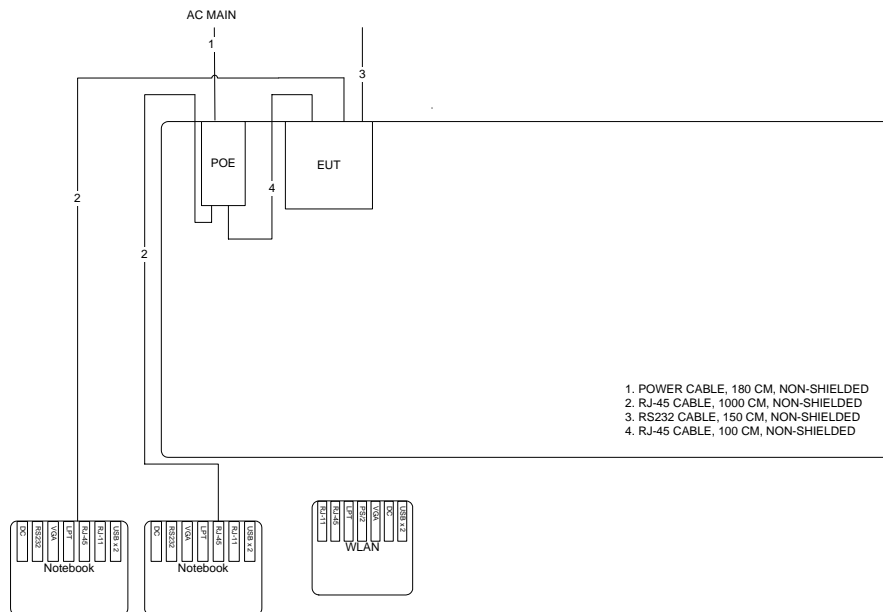 AC MAIN
1
3
POE
EUT
2
4
2
1. POWER CABLE, 180 CM, NON-SHIELDED
2. RJ-45 CABLE, 1000 CM, NON-SHIELDED
3. RS232 CABLE, 150 CM, NON-SHIELDED
4. RJ-45 CABLE, 100 CM, NON-SHIELDED
DC
RS232
VGA
LPT
RJ-45
RJ-11
USB x 2
Notebook
DC
RS232
VGA
LPT
RJ-45
RJ-11
USB x 2
Notebook
RJ-11
RJ-45
LPT
PS/2
VGA
DC
USB x 2
WLAN